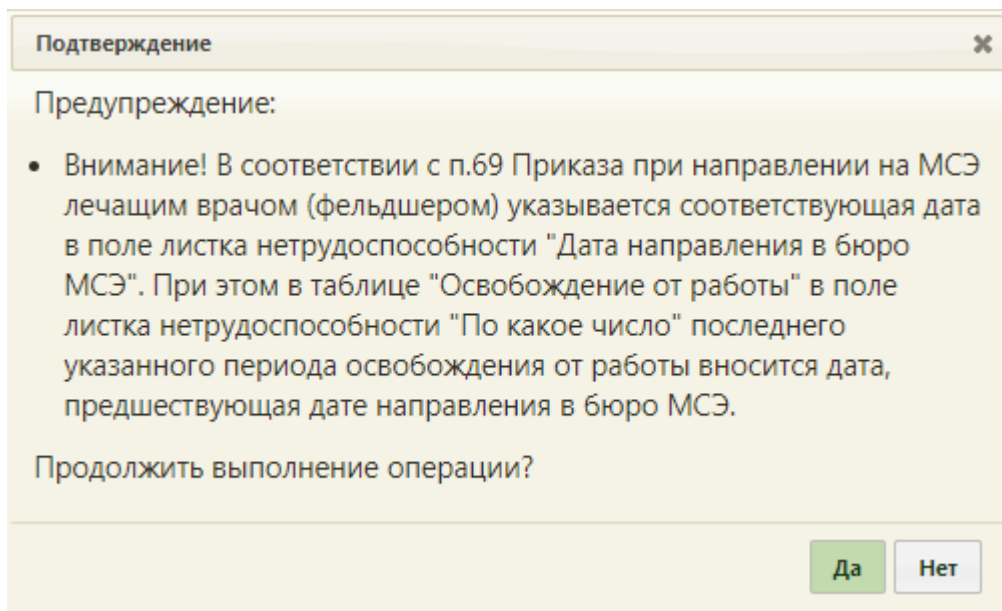 Подтверждение
Предупреждение:
• Внимание! В соответствии с п.69 Приказа при направлении на МСЭ
лечащим врачом (фельдшером) указывается соответствующая дата
в поле листка нетрудоспособности "Дата направления в бюро
МСЭ". При этом в таблице "Освобождение от работы" в поле
листка нетрудоспособности "По какое число" последнего
указанного периода освобождения от работы вносится дата,
предшествующая дате направления в бюро МСЭ.
Продолжить выполнение операции?
Да Нет